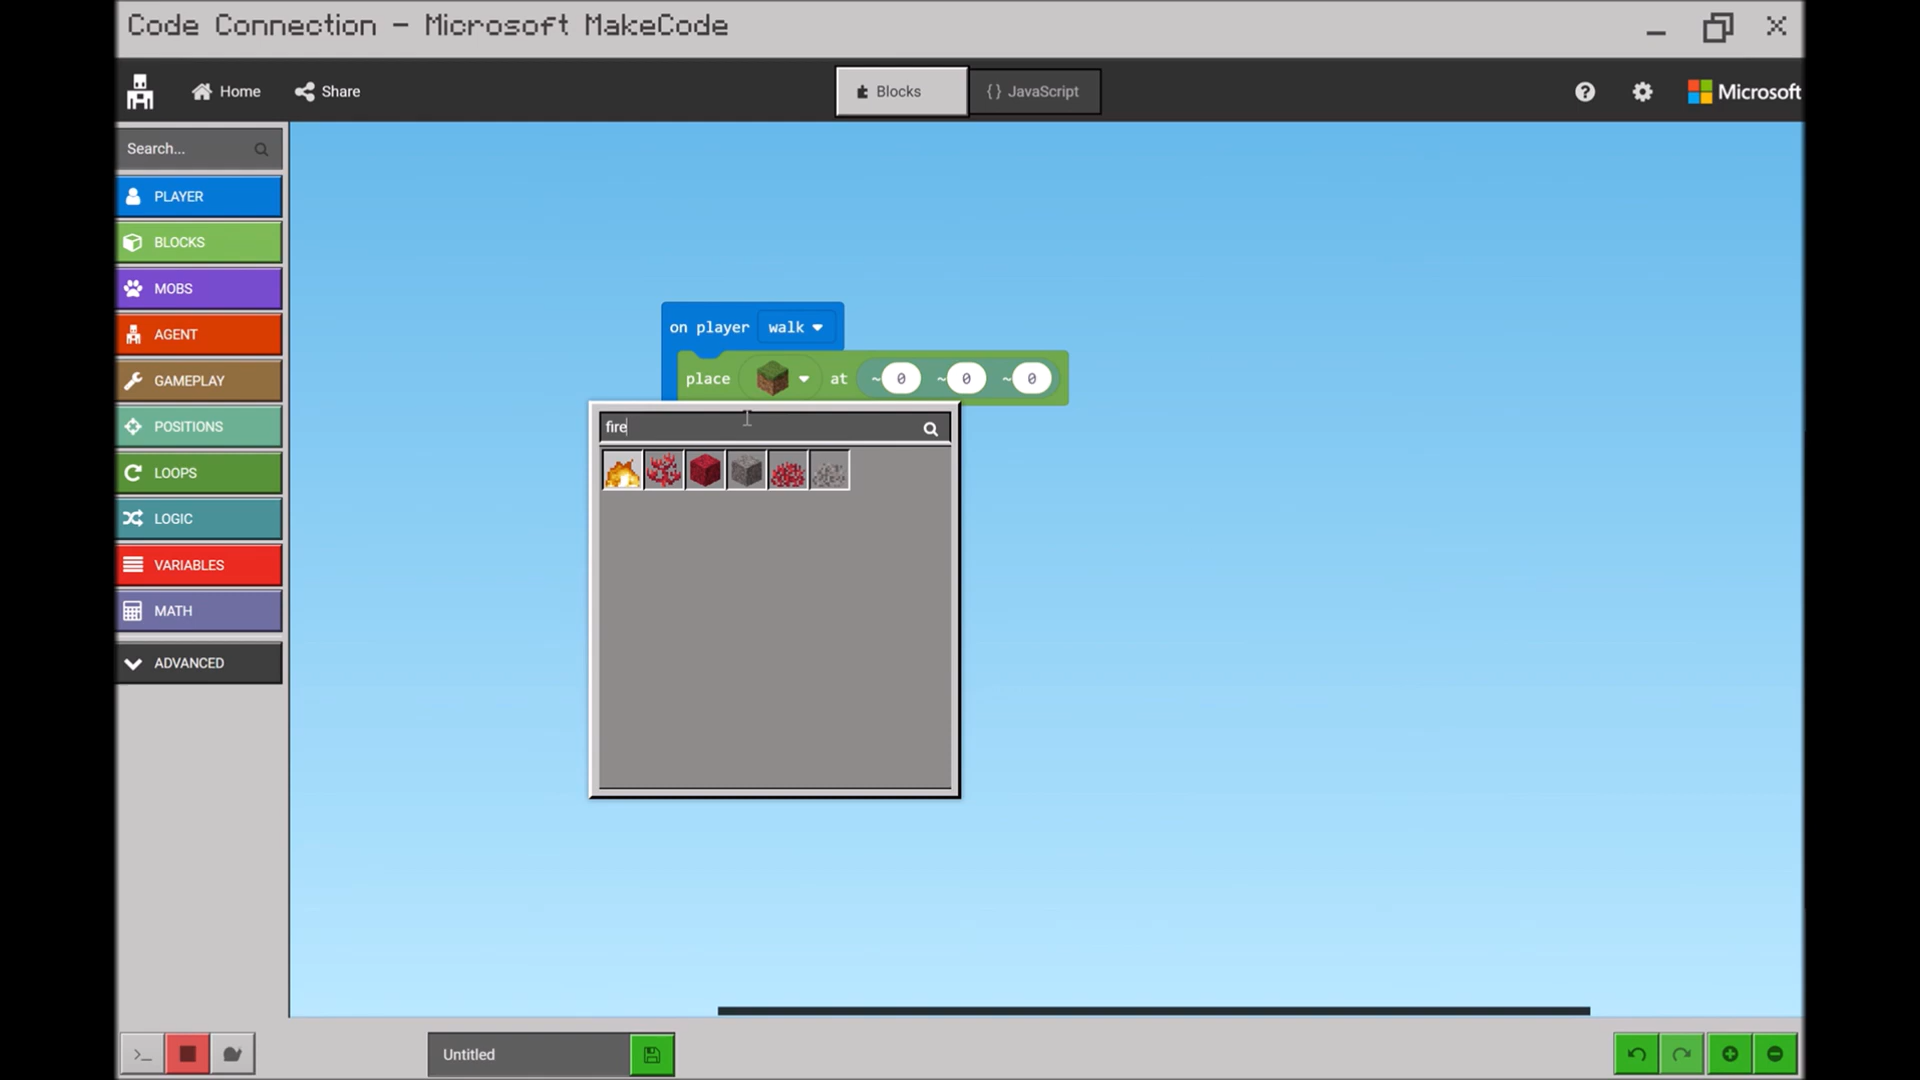 Code Connection - Microsoft MakeCode
Home
Share
Blocks
{} JavaScript
Microsoft
Search...
PLAYER
BLOCKS
MOBS
AGENT
GAMEPLAY
POSITIONS
LOOPS
LOGIC
VARIABLES
MATH
ADVANCED
on player walk
place at ~0 ~0 ~0
fire
>_
Untitled